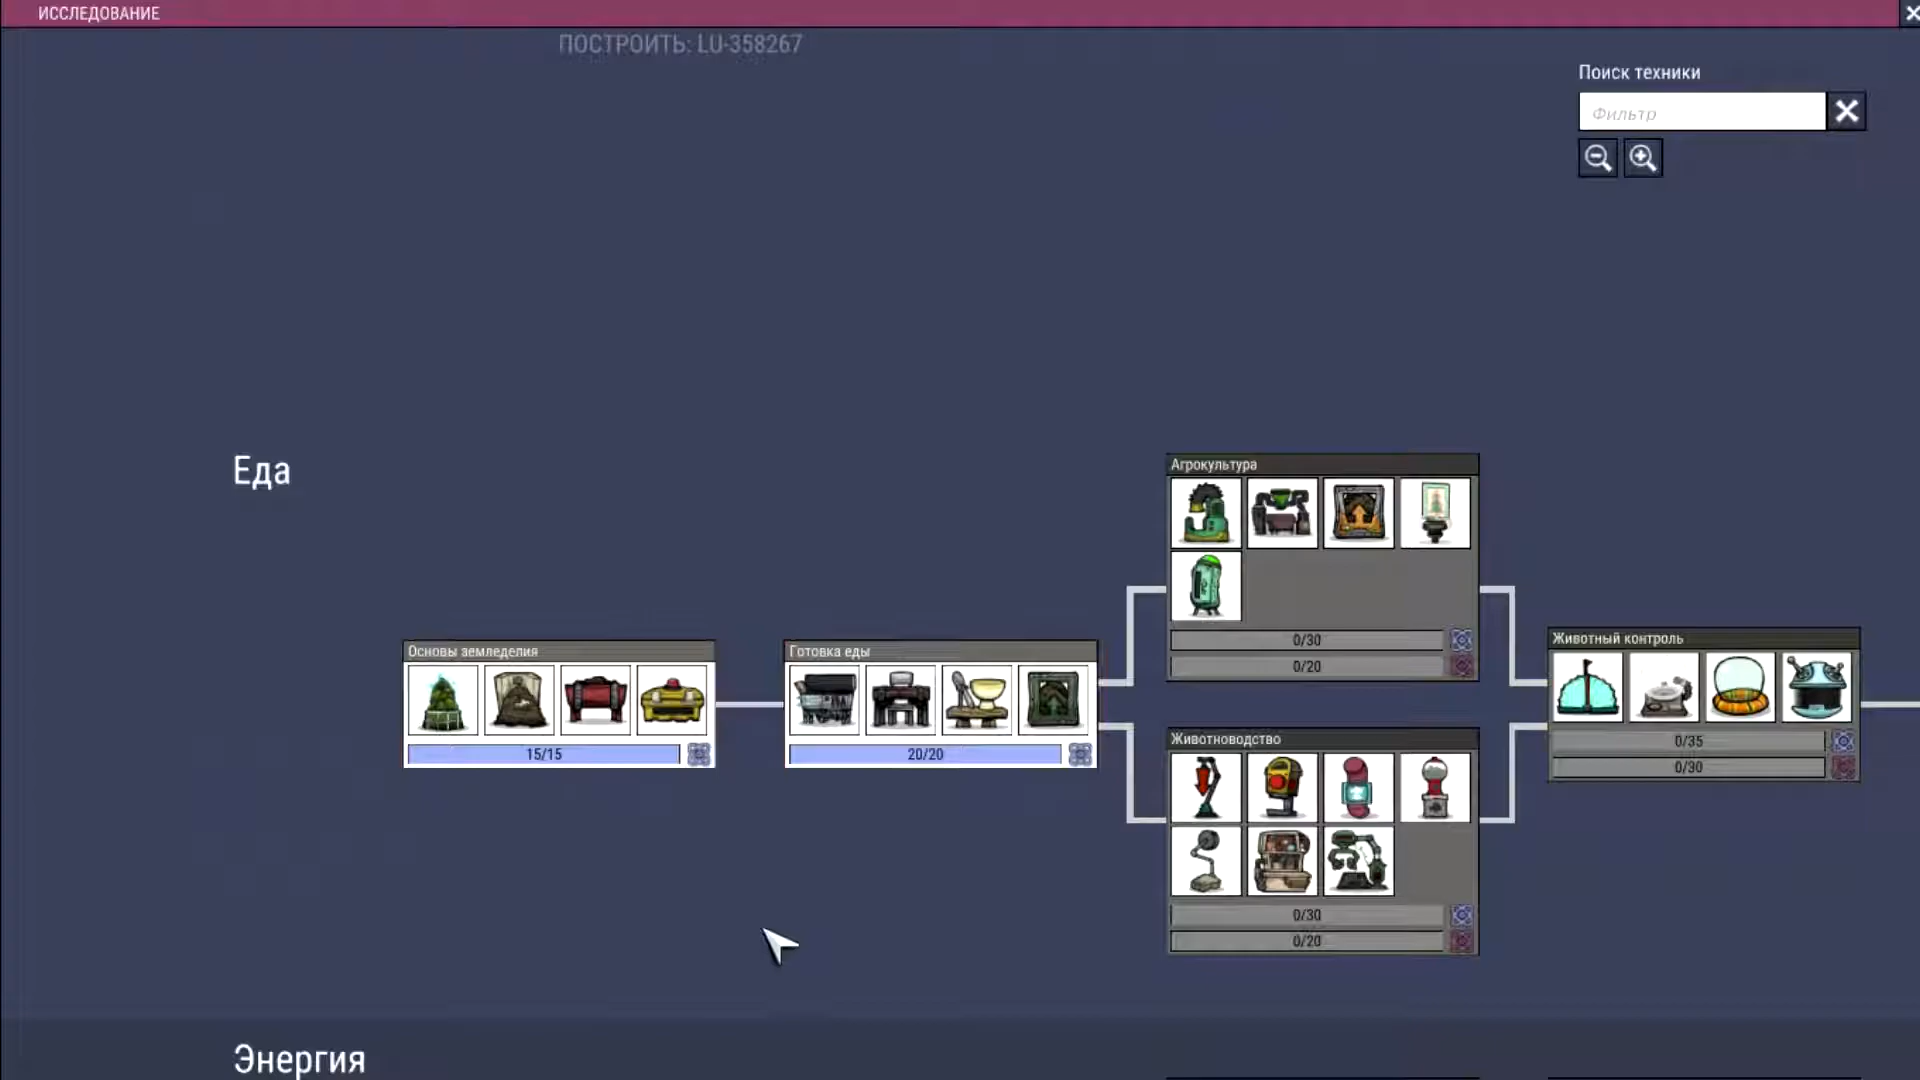 ИССЛЕДОВАНИЕ
ПОСТРОИТЬ: LU-358267
Поиск техники
Фильтр
Еда
Агрокультура
0/30
0/20
Основы земледелия
15/15
Готовка еды
20/20
Животный контроль
0/35
0/30
Животноводство
0/30
0/20
Энергия